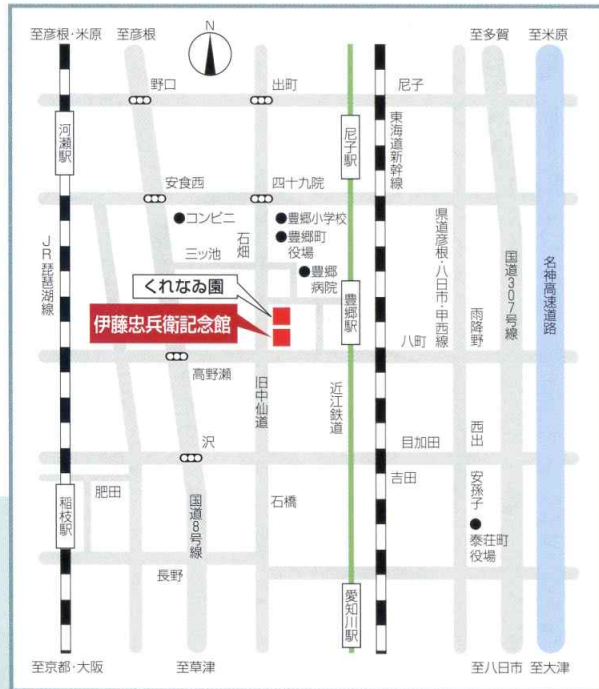 至彦根・米原
至彦根
N
至多賀
至米原
野口
出町
尼子
河瀬駅
尼子駅
東海道新幹線
安食西
四十九院
コンビニ
豊郷小学校
豊郷町
役場
石畑
三ッ池
豊郷
病院
県道彦根・八日市・甲西線
国道307号線
名神高速道路
JR琵琶湖線
くれなゐ園
伊藤忠兵衛記念館
豊郷駅
八町
雨降野
高野瀬
旧中仙道
近江鉄道
沢
目加田
西出
肥田
吉田
稲枝駅
国道8号線
石橋
安孫子
泰荘町
役場
長野
愛知川駅
至京都・大阪
至草津
至八日市
至大津